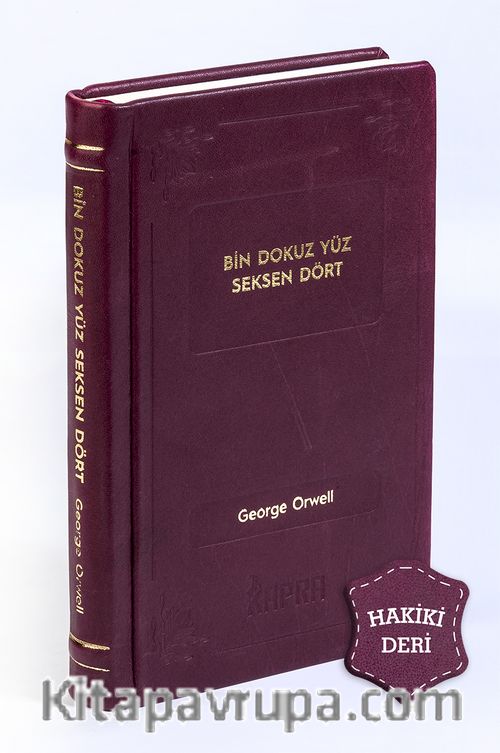 BİN DOKUZ YÜZ SEKSEN DÖRT George Orwell
BİN DOKUZ YÜZ
SEKSEN DÖRT
George Orwell
KAPRA
HAKİKİ
DERİ
Kitapavrupa.com